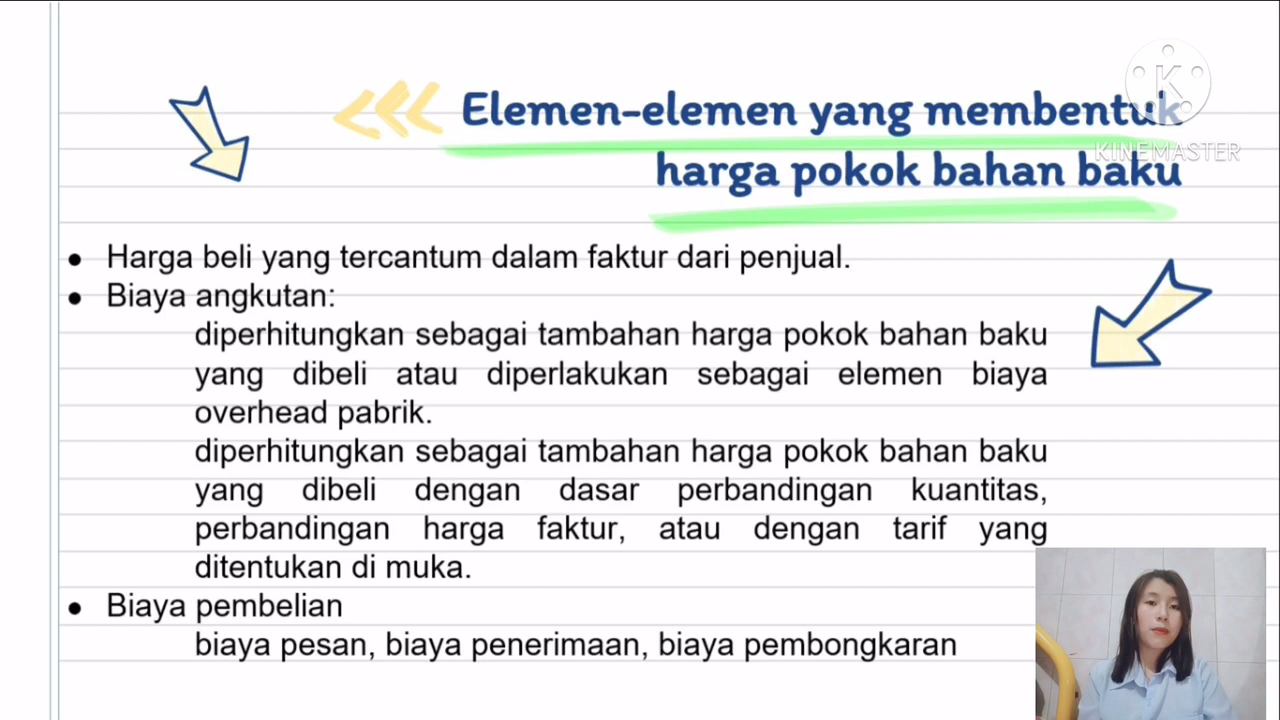 Elemen-elemen yang membentuk
harga pokok bahan baku
K
KINEMASTER
• Harga beli yang tercantum dalam faktur dari penjual.
• Biaya angkutan:
diperhitungkan sebagai tambahan harga pokok bahan baku
yang dibeli atau diperlakukan sebagai elemen biaya
overhead pabrik.
diperhitungkan sebagai tambahan harga pokok bahan baku
yang dibeli dengan dasar perbandingan kuantitas,
perbandingan harga faktur, atau dengan tarif yang
ditentukan di muka.
• Biaya pembelian
biaya pesan, biaya penerimaan, biaya pembongkaran